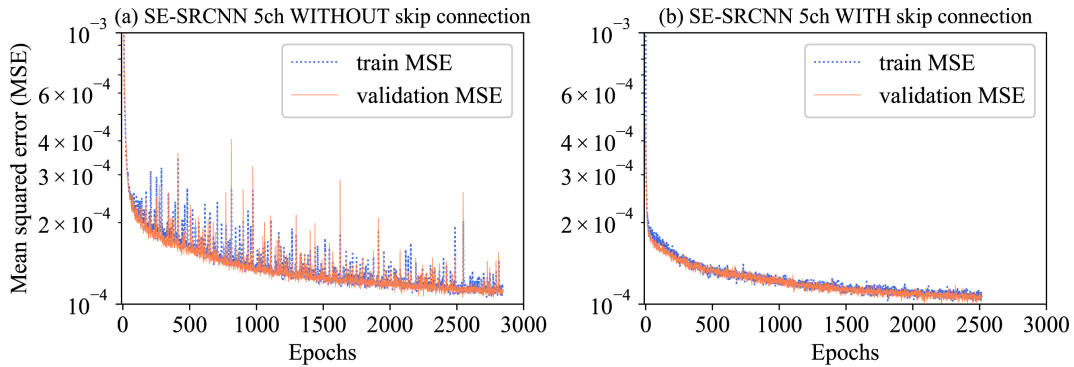 (a) SE-SRCNN 5ch WITHOUT skip connection
Mean squared error (MSE)
10⁻³
6 × 10⁻⁴
4 × 10⁻⁴
3 × 10⁻⁴
2 × 10⁻⁴
10⁻⁴
train MSE
validation MSE
0 500 1000 1500 2000 2500 3000
Epochs
(b) SE-SRCNN 5ch WITH skip connection
10⁻³
6 × 10⁻⁴
4 × 10⁻⁴
3 × 10⁻⁴
2 × 10⁻⁴
10⁻⁴
train MSE
validation MSE
0 500 1000 1500 2000 2500 3000
Epochs